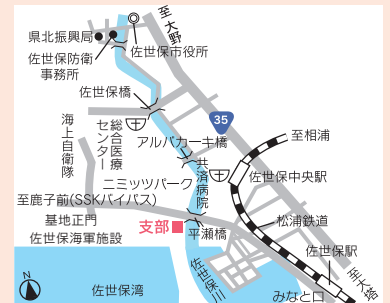 至大野
県北振興局
佐世保市役所
佐世保防衛
事務所
佐世保橋
35
海上自衛隊
総合医療
センター
アルバカーキ橋
至相浦
共済病院
佐世保中央駅
ニミッツパーク
至鹿子前(SSKバイパス)
基地正門
松浦鉄道
支部
平瀬橋
佐世保海軍施設
佐世保駅
佐世保川
至大塔
N
佐世保湾
みなと口